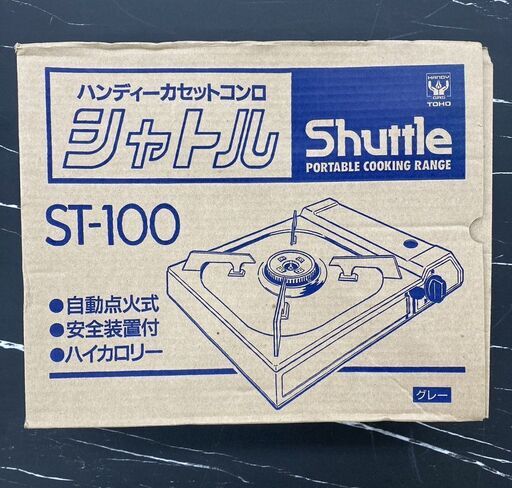 ハンディーカセットコンロ
シャトル
HANDY
GAS
TOHO
Shuttle
PORTABLE COOKING RANGE
ST-100
●自動点火式
●安全装置付
●ハイカロリー
グレー